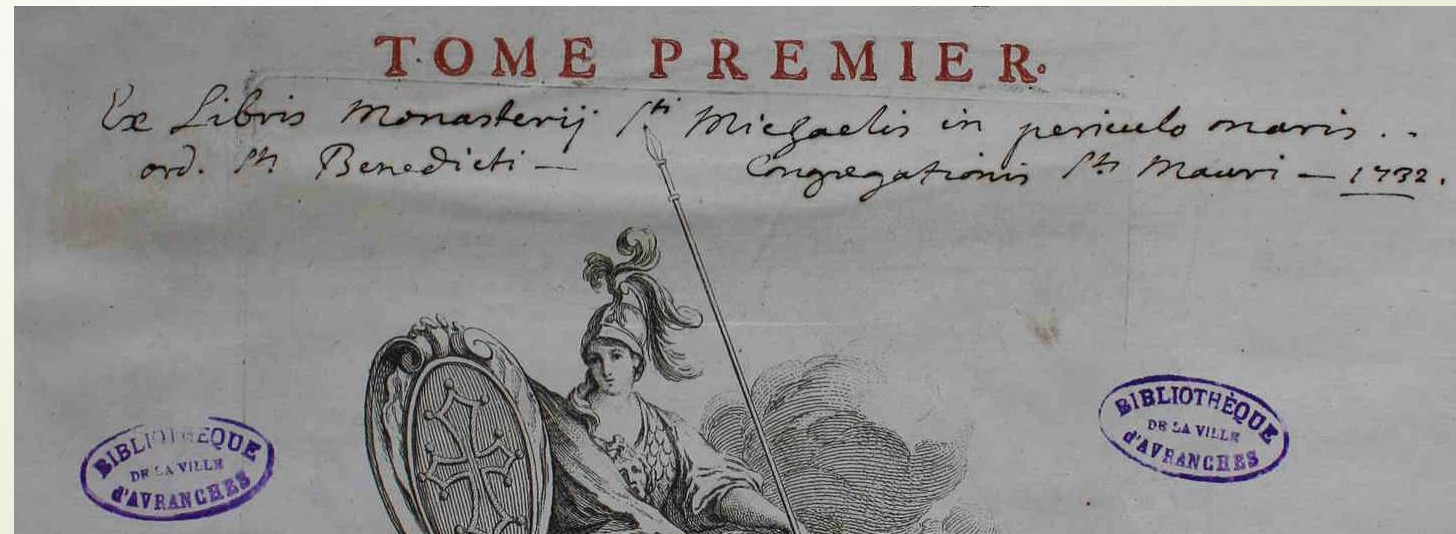 TOME PREMIER.
Ex Libris Monasterij Sti Michaelis in periculo maris . .
ord. Sti Benedicti — Congregationis Sti Mauri — 1732.
BIBLIOTHÈQUE
DE LA VILLE
d'AVRANCHES
BIBLIOTHÈQUE
DE LA VILLE
d'AVRANCHES